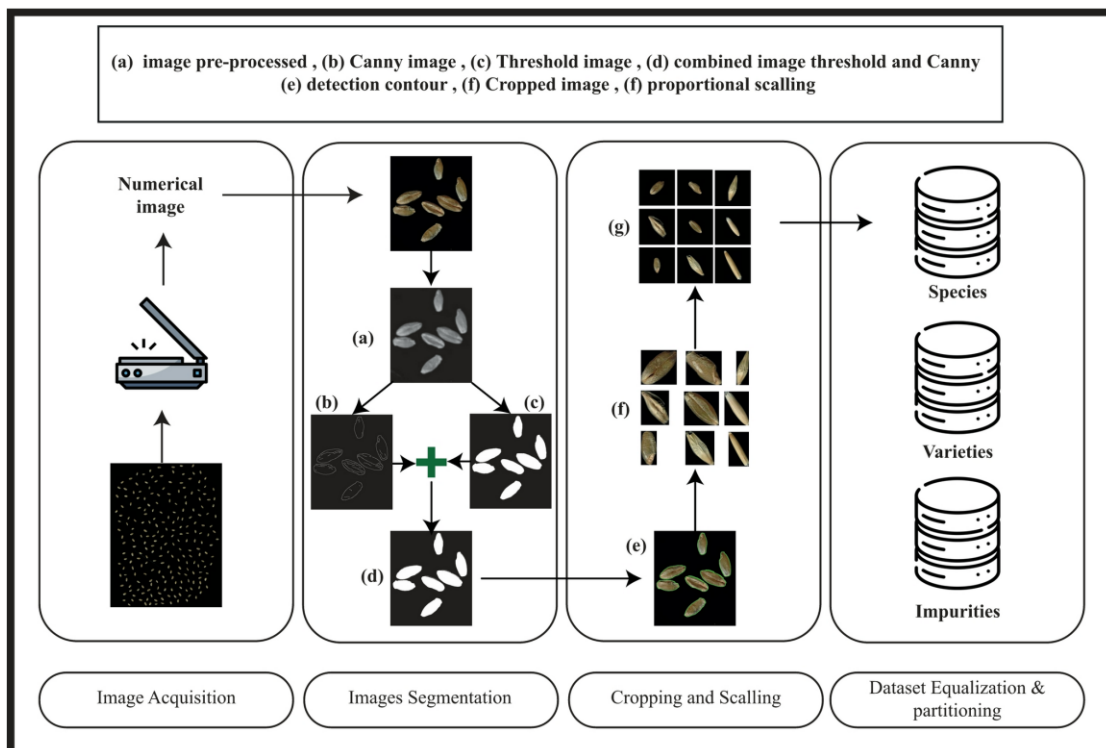 (a) image pre-processed , (b) Canny image , (c) Threshold image , (d) combined image threshold and Canny
(e) detection contour , (f) Cropped image , (f) proportional scalling
Numerical
image
(a)
(b)
(c)
(d)
(g)
(f)
(e)
Species
Varieties
Impurities
Image Acquisition
Images Segmentation
Cropping and Scalling
Dataset Equalization &
partitioning